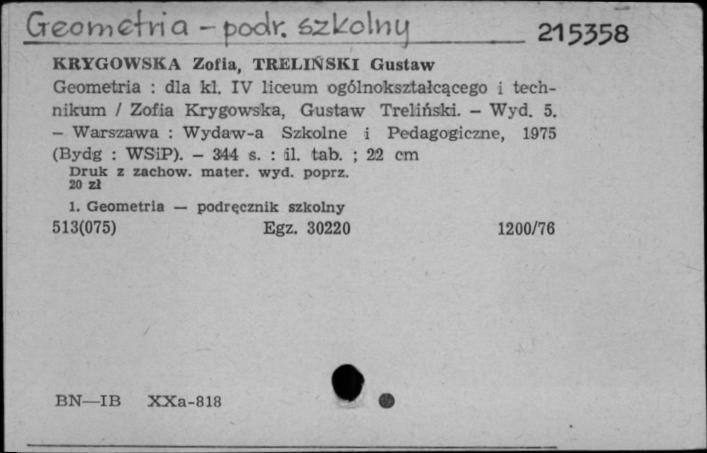 Geometria - podr. szkolny 215358
KRYGOWSKA Zofia, TRELIŃSKI Gustaw
Geometria : dla kl. IV liceum ogólnokształcącego i tech-
nikum / Zofia Krygowska, Gustaw Treliński. — Wyd. 5.
— Warszawa : Wydaw-a Szkolne i Pedagogiczne, 1975
(Bydg : WSiP). — 344 s. : il. tab. ; 22 cm
Druk z zachow. mater. wyd. poprz.
20 zł
1. Geometria — podręcznik szkolny
513(075) Egz. 30220 1200/76
BN—IB XXa-818